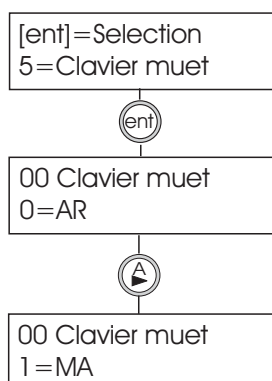 [ent]=Selection
5=Clavier muet
ent
00 Clavier muet
0=AR
A
00 Clavier muet
1=MA